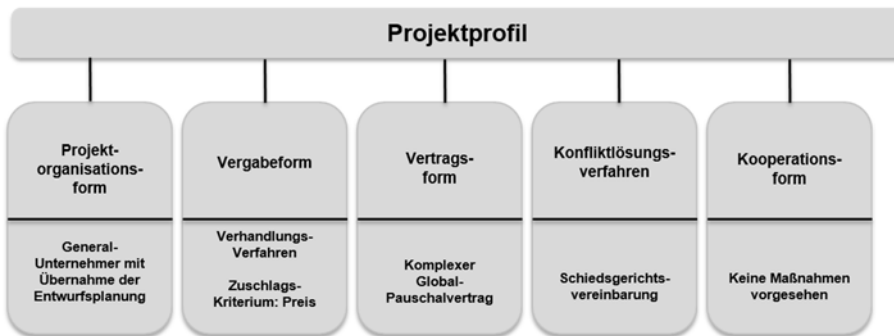 Projektprofil
Projekt-
organisations-
form
General-
Unternehmer mit
Übernahme der
Entwurfsplanung
Vergabeform
Verhandlungs-
Verfahren
Zuschlags-
Kriterium: Preis
Vertrags-
form
Komplexer
Global-
Pauschalvertrag
Konfliktlösungs-
verfahren
Schiedsgerichts-
vereinbarung
Kooperations-
form
Keine Maßnahmen
vorgesehen